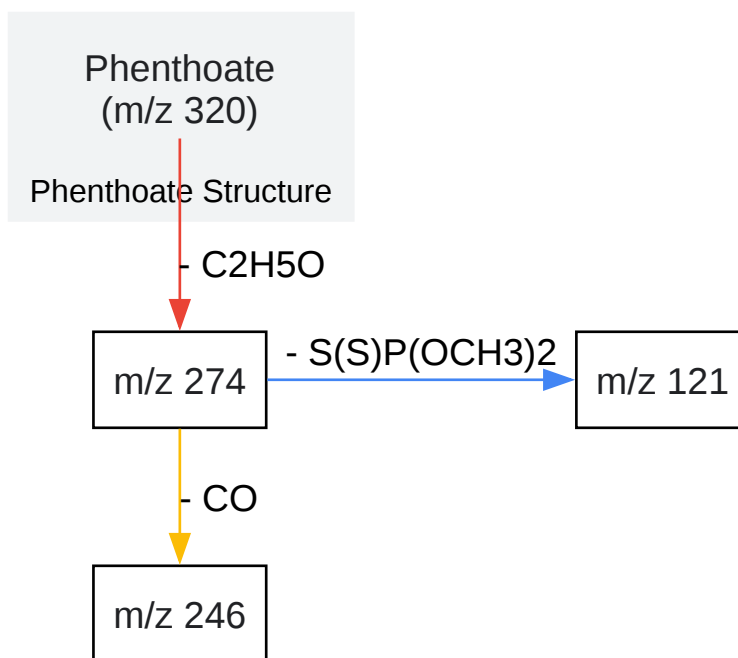 Phenthoate
(m/z 320)
Phenthoate Structure
- C2H5O
- S(S)P(OCH3)2
m/z 274
m/z 121
- CO
m/z 246